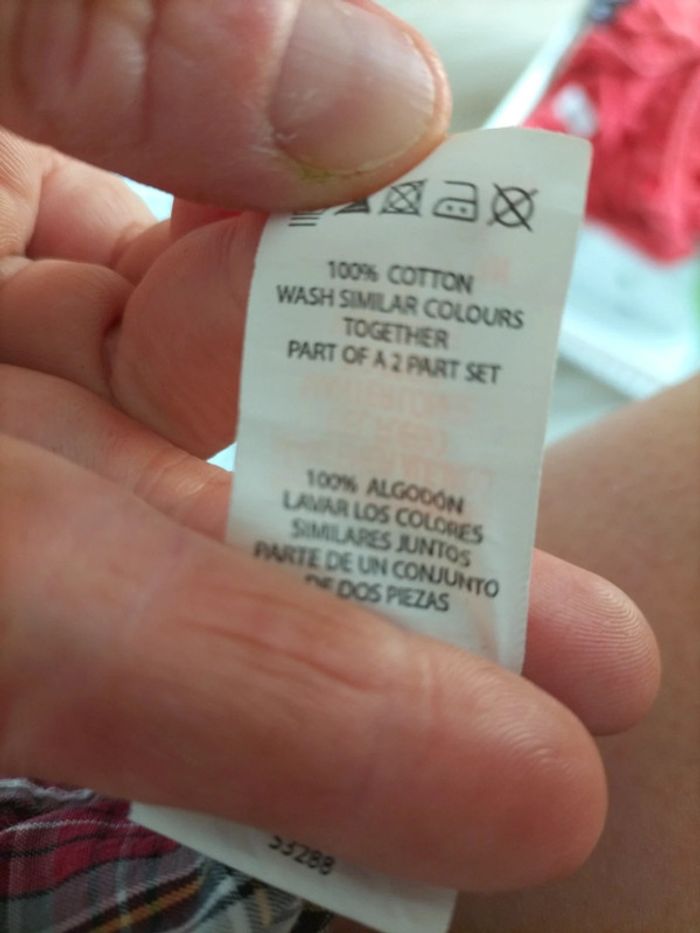 100% COTTON
WASH SIMILAR COLOURS
TOGETHER
PART OF A 2 PART SET
100% ALGODÓN
LAVAR LOS COLORES
SIMILARES JUNTOS
PARTE DE UN CONJUNTO
DE DOS PIEZAS
53288